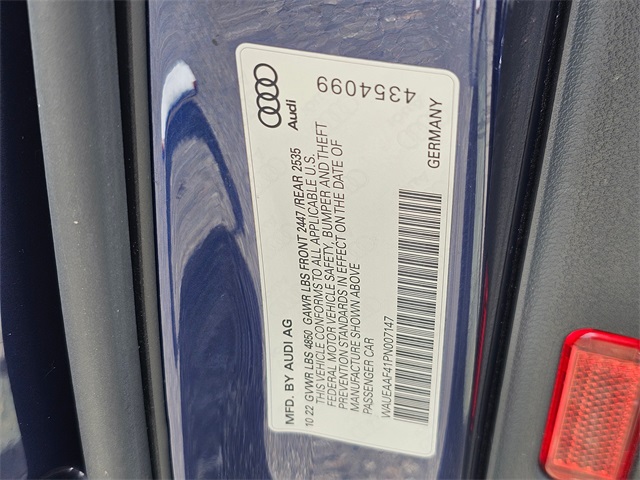 MFD. BY AUDI AG
10 22 GVWR LBS 4850 GAWR LBS FRONT 2447 /REAR 2535
THIS VEHICLE CONFORMS TO ALL APPLICABLE U.S.
FEDERAL MOTOR VEHICLE SAFETY, BUMPER AND THEFT
PREVENTION STANDARDS IN EFFECT ON THE DATE OF
MANUFACTURE SHOWN ABOVE
PASSENGER CAR
WAUEAAF41PN007147
Audi
4354099
GERMANY